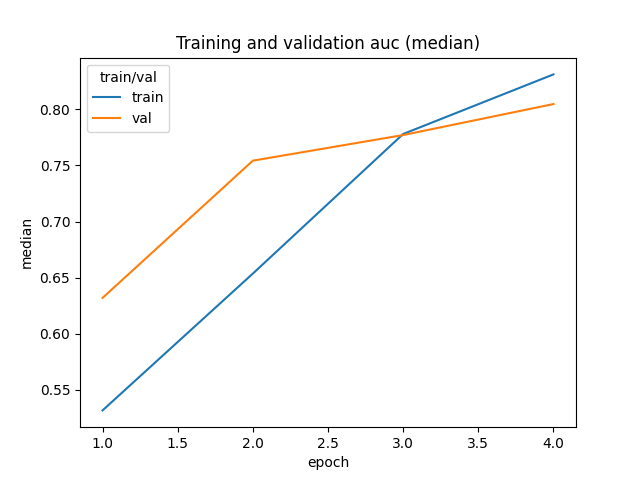 Training and validation auc (median)
train/val
train
val
0.80
0.75
0.70
0.65
0.60
0.55
median
1.0 1.5 2.0 2.5 3.0 3.5 4.0
epoch